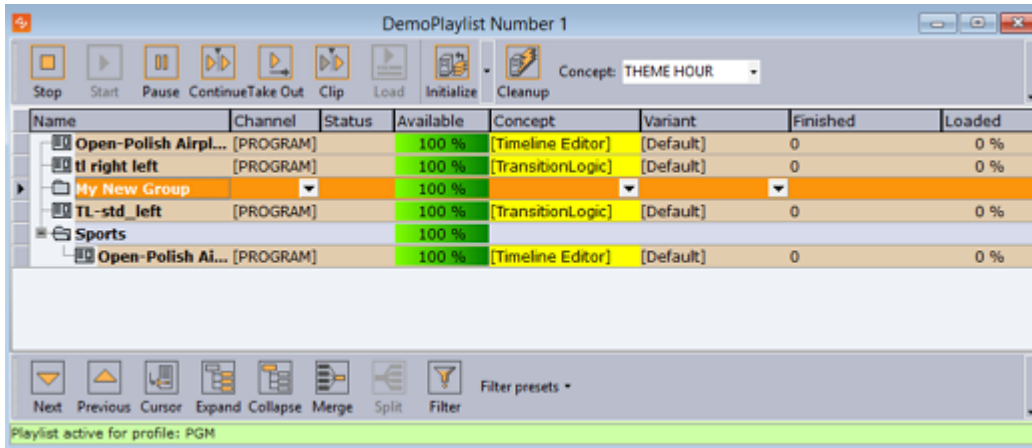 DemoPlaylist Number 1
Stop Start Pause Continue Take Out Clip Load Initialize Cleanup Concept: THEME HOUR
Name Channel Status Available Concept Variant Finished Loaded
Open-Polish Airpl... [PROGRAM] 100 % [Timeline Editor] [Default] 0 0 %
tl right left [PROGRAM] 100 % [TransitionLogic] [Default] 0 0 %
My New Group 100 %
TL-std_left [PROGRAM] 100 % [TransitionLogic] [Default] 0 0 %
Sports 100 %
Open-Polish Ai... [PROGRAM] 100 % [Timeline Editor] [Default] 0 0 %
Next Previous Cursor Expand Collapse Merge Split Filter Filter presets
Playlist active for profile: PGM